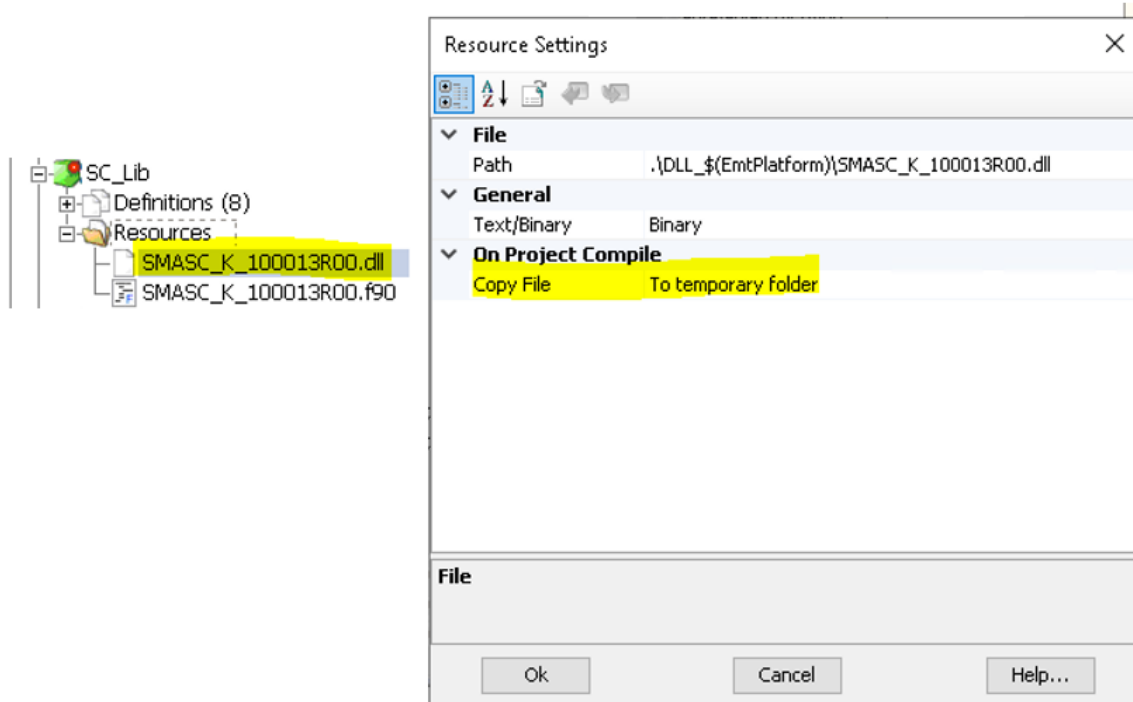 SC_Lib
Definitions (8)
Resources
SMASC_K_100013R00.dll
SMASC_K_100013R00.f90
Resource Settings
File
Path .\DLL_$(EmtPlatform)\SMASC_K_100013R00.dll
General
Text/Binary Binary
On Project Compile
Copy File To temporary folder
File
Ok Cancel Help...